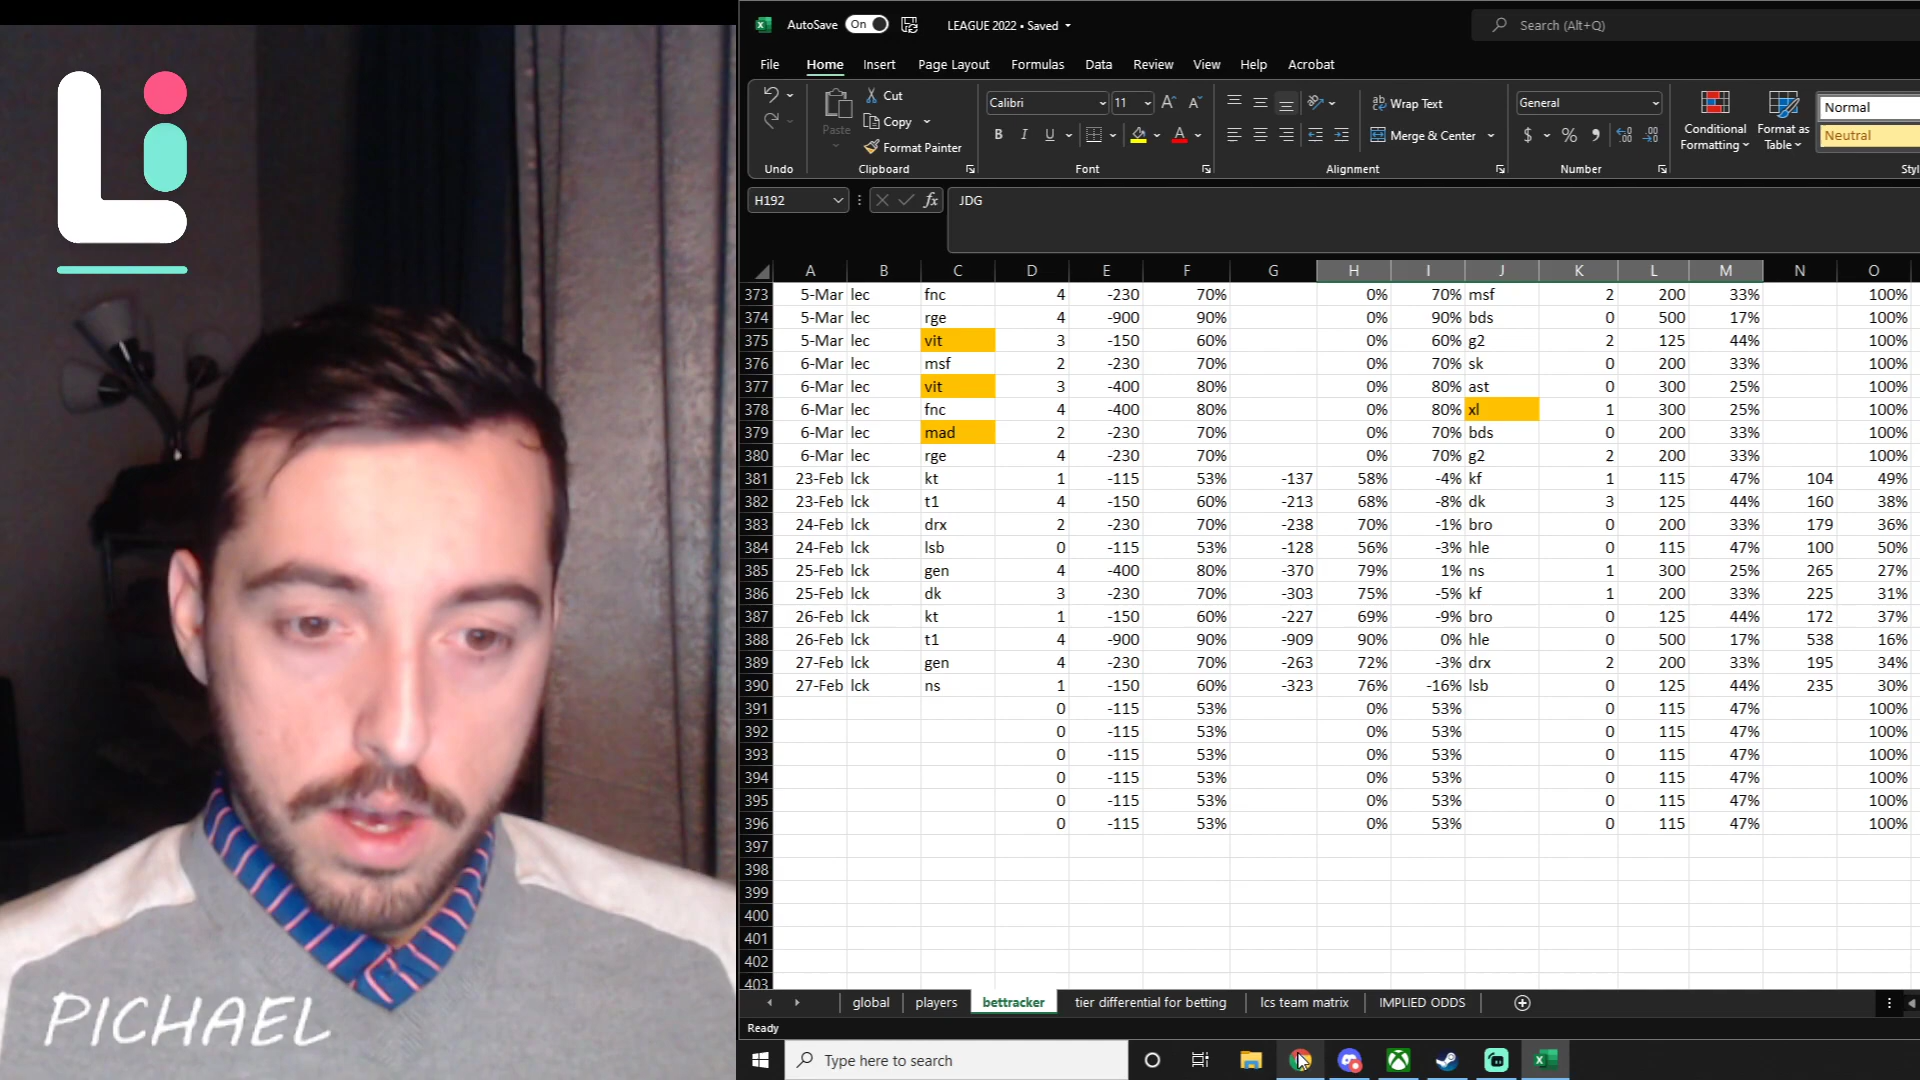 Li
PICHAEL
AutoSave On LEAGUE 2022 • Saved Search (Alt+Q)
File Home Insert Page Layout Formulas Data Review View Help Acrobat
Cut
Copy
Format Painter
Paste
Undo Clipboard
Calibri 11
B I U A
Font
Wrap Text
Merge & Center
Alignment
General
$ % 9
Number
Conditional Formatting
Format as Table
Normal
Neutral
Styl
H192 fx JDG
A B C D E F G H I J K L M N O
373 5-Mar lec fnc 4 -230 70% 0% 70% msf 2 200 33% 100%
374 5-Mar lec rge 4 -900 90% 0% 90% bds 0 500 17% 100%
375 5-Mar lec vit 3 -150 60% 0% 60% g2 2 125 44% 100%
376 6-Mar lec msf 2 -230 70% 0% 70% sk 0 200 33% 100%
377 6-Mar lec vit 3 -400 80% 0% 80% ast 0 300 25% 100%
378 6-Mar lec fnc 4 -400 80% 0% 80% xl 1 300 25% 100%
379 6-Mar lec mad 2 -230 70% 0% 70% bds 0 200 33% 100%
380 6-Mar lec rge 4 -230 70% 0% 70% g2 2 200 33% 100%
381 23-Feb lck kt 1 -115 53% -137 58% -4% kf 1 115 47% 104 49%
382 23-Feb lck t1 4 -150 60% -213 68% -8% dk 3 125 44% 160 38%
383 24-Feb lck drx 2 -230 70% -238 70% -1% bro 0 200 33% 179 36%
384 24-Feb lck lsb 0 -115 53% -128 56% -3% hle 0 115 47% 100 50%
385 25-Feb lck gen 4 -400 80% -370 79% 1% ns 1 300 25% 265 27%
386 25-Feb lck dk 3 -230 70% -303 75% -5% kf 1 200 33% 225 31%
387 26-Feb lck kt 1 -150 60% -227 69% -9% bro 0 125 44% 172 37%
388 26-Feb lck t1 4 -900 90% -909 90% 0% hle 0 500 17% 538 16%
389 27-Feb lck gen 4 -230 70% -263 72% -3% drx 2 200 33% 195 34%
390 27-Feb lck ns 1 -150 60% -323 76% -16% lsb 0 125 44% 235 30%
391 0 -115 53% 0% 53% 0 115 47% 100%
392 0 -115 53% 0% 53% 0 115 47% 100%
393 0 -115 53% 0% 53% 0 115 47% 100%
394 0 -115 53% 0% 53% 0 115 47% 100%
395 0 -115 53% 0% 53% 0 115 47% 100%
396 0 -115 53% 0% 53% 0 115 47% 100%
397
398
399
400
401
402
403
global players bettracker tier differential for betting lcs team matrix IMPLIED ODDS
Ready
Type here to search